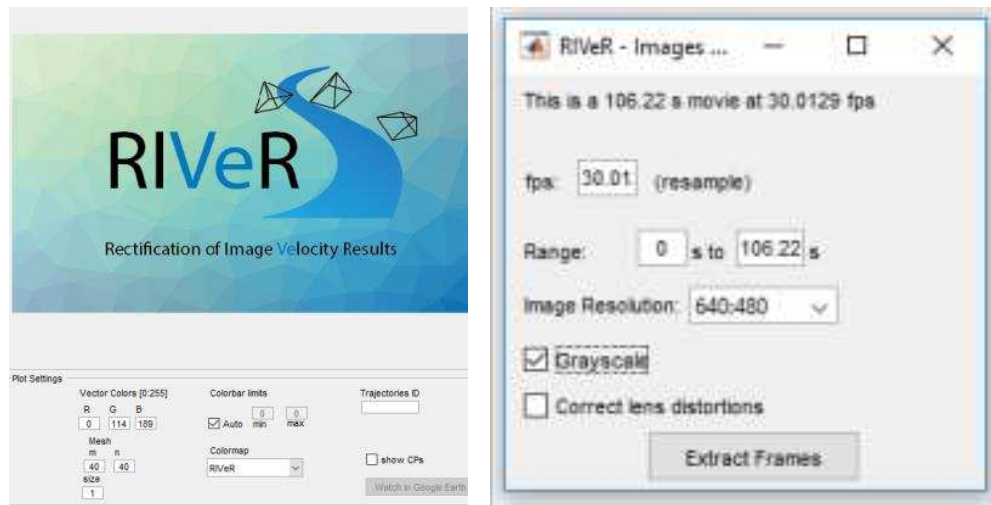 RIVeR
Rectification of Image Velocity Results
Plot Settings
Vector Colors [0:255]
R G B
0 114 189
Mesh
m n
40 40
size
1
Colorbar limits
Auto
0 0
min max
Colormap
RIVeR
Trajectories ID
show CPs
Watch in Google Earth
RIVeR - Images ...
This is a 106.22 s movie at 30.0129 fps
fps: 30.01 (resample)
Range: 0 s to 106.22 s
Image Resolution: 640:480
Grayscale
Correct lens distortions
Extract Frames